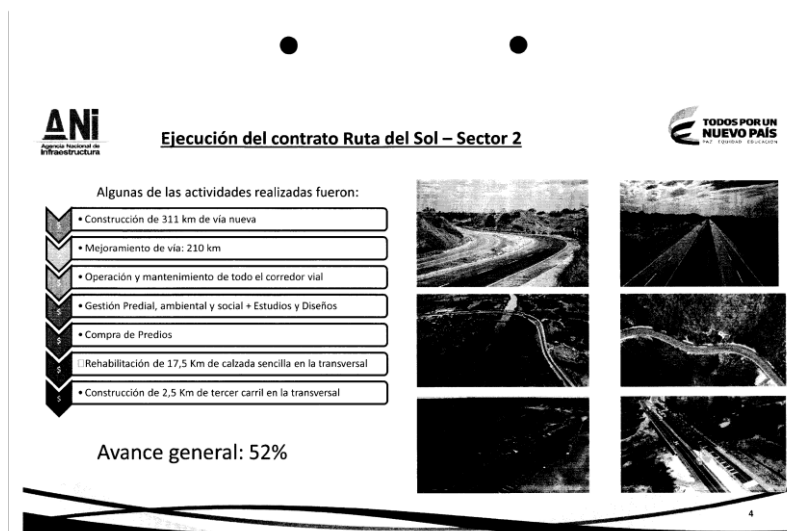 ANi
Agencia Nacional de
Infraestructura
Ejecución del contrato Ruta del Sol – Sector 2
TODOS POR UN
NUEVO PAÍS
PAZ EQUIDAD EDUCACIÓN
Algunas de las actividades realizadas fueron:
$ • Construcción de 311 km de vía nueva
• Mejoramiento de vía: 210 km
$ • Operación y mantenimiento de todo el corredor vial
$ • Gestión Predial, ambiental y social + Estudios y Diseños
$ • Compra de Predios
$ □Rehabilitación de 17,5 Km de calzada sencilla en la transversal
$ • Construcción de 2,5 Km de tercer carril en la transversal
Avance general: 52%
4